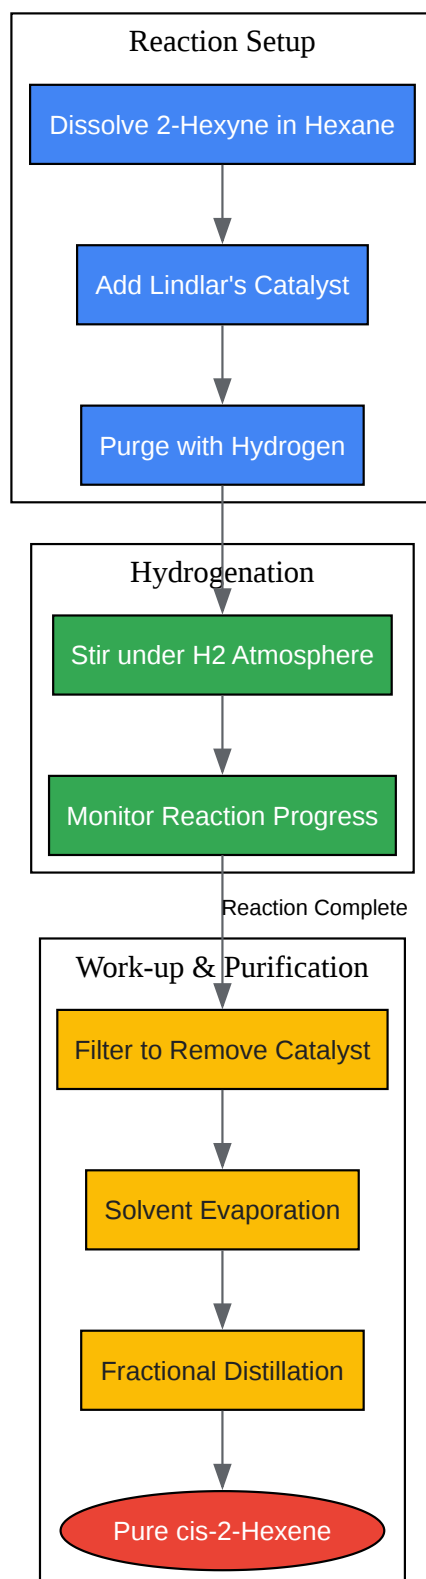 Reaction Setup
Dissolve 2-Hexyne in Hexane
Add Lindlar's Catalyst
Purge with Hydrogen
Hydrogenation
Stir under H2 Atmosphere
Monitor Reaction Progress
Reaction Complete
Work-up & Purification
Filter to Remove Catalyst
Solvent Evaporation
Fractional Distillation
Pure cis-2-Hexene